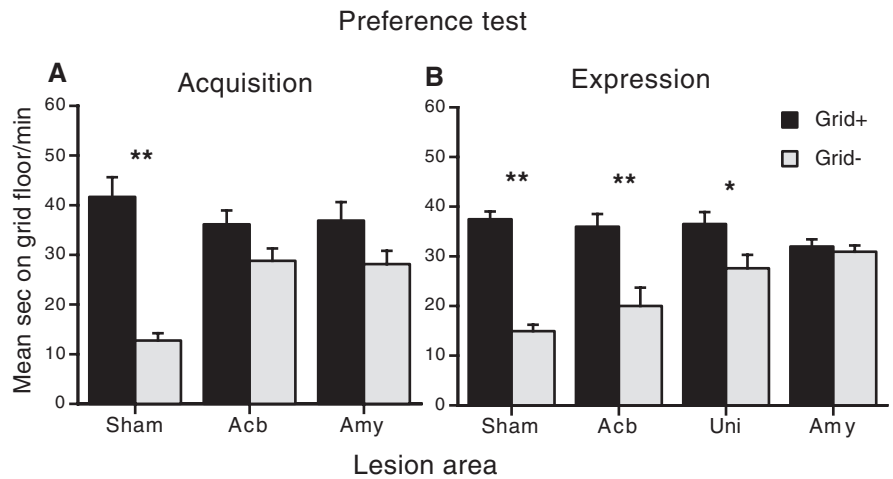 Preference test
A Acquisition
B Expression
Mean sec on grid floor/min
60
50
40
30
20
10
0
**
Sham Acb Amy
60
50
40
30
20
10
0
** ** *
Grid+
Grid-
Sham Acb Uni Amy
Lesion area